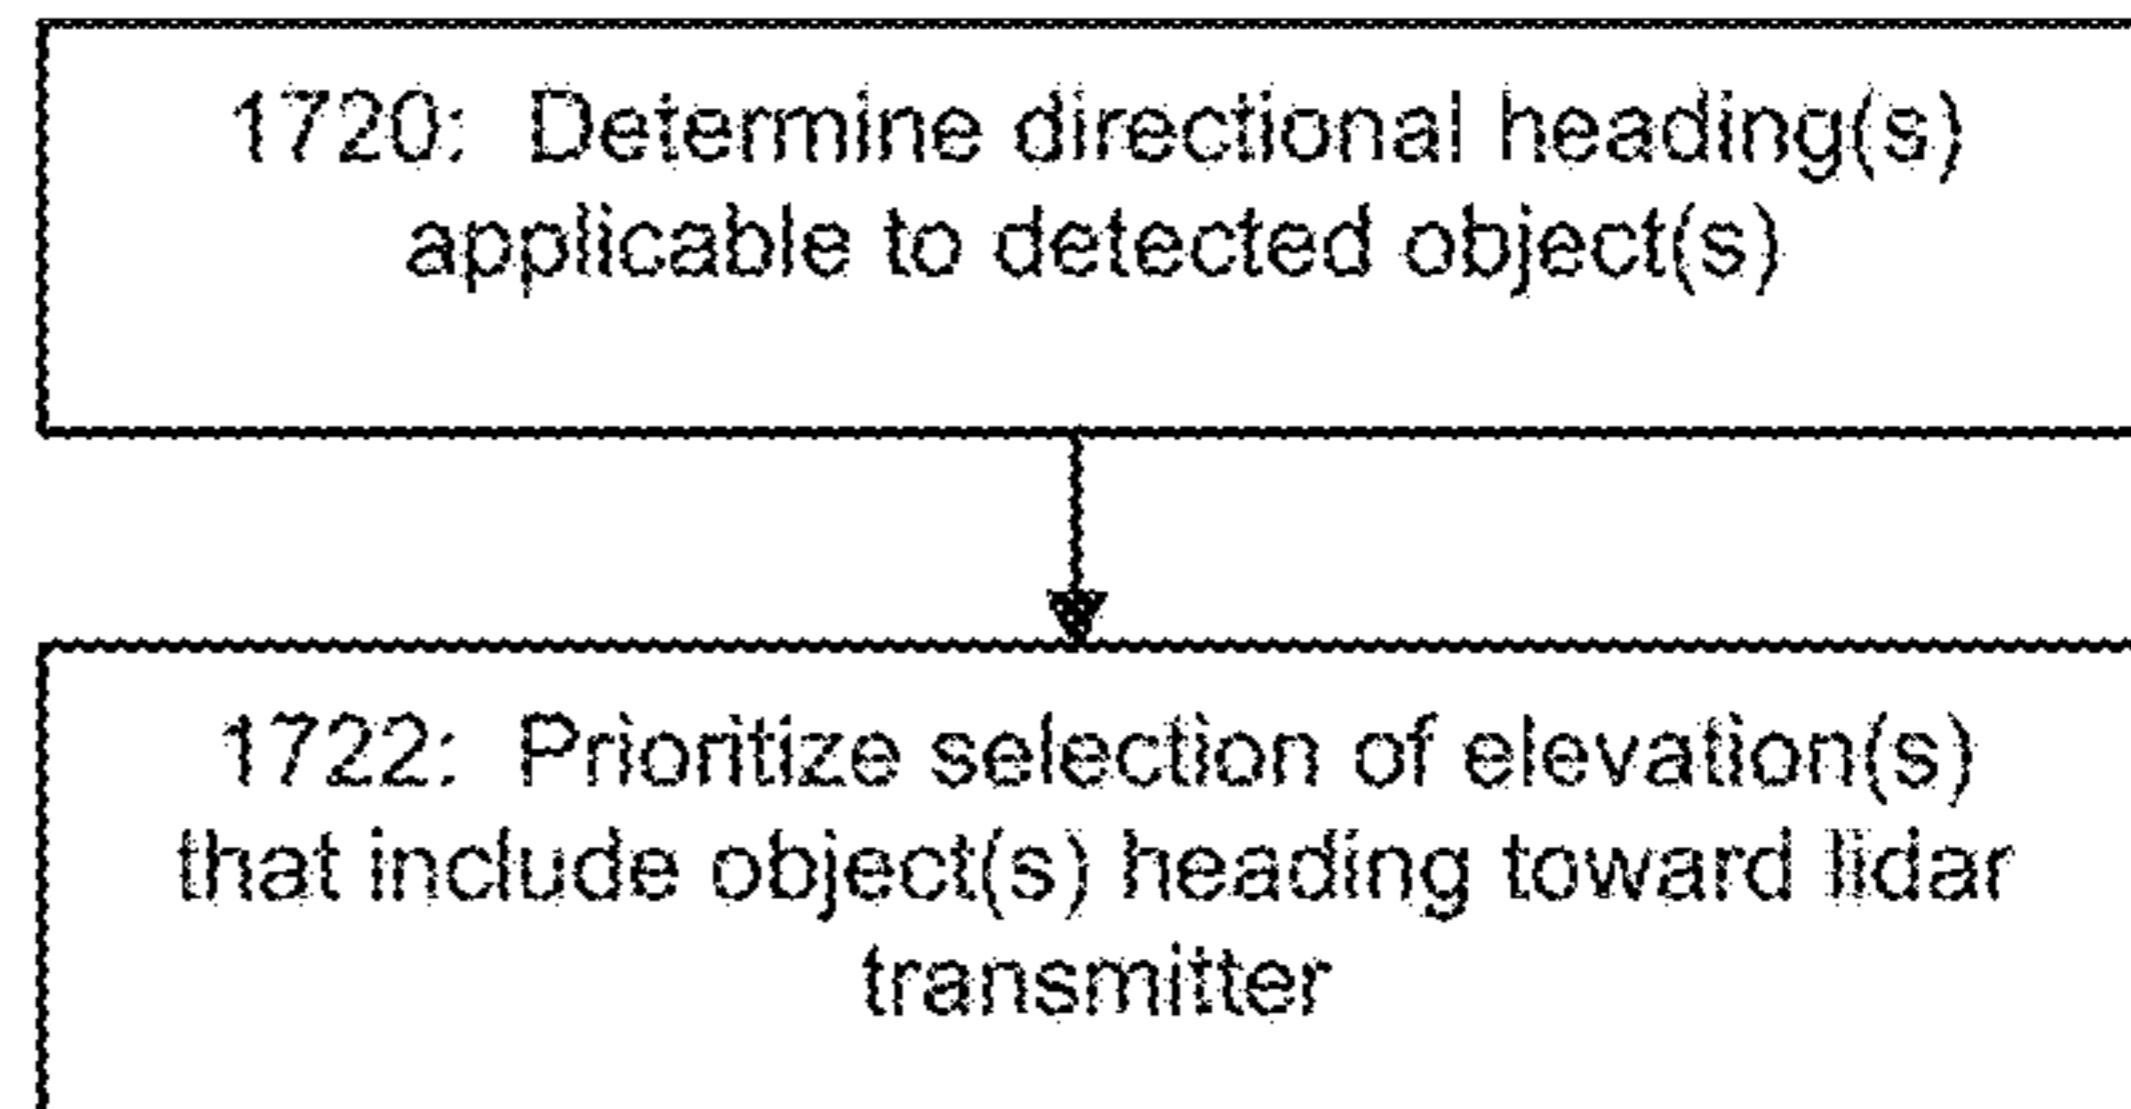 1720: Determine directional heading(s)
applicable to detected object(s)
1722: Prioritize selection of elevation(s)
that include object(s) heading toward lidar
transmitter